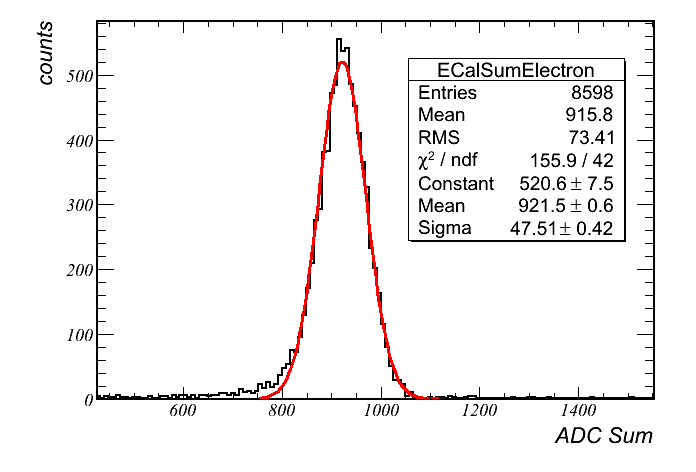 counts
500
400
300
200
100
0
ECalSumElectron
Entries 8598
Mean 915.8
RMS 73.41
χ² / ndf 155.9 / 42
Constant 520.6 ± 7.5
Mean 921.5 ± 0.6
Sigma 47.51 ± 0.42
600 800 1000 1200 1400
ADC Sum